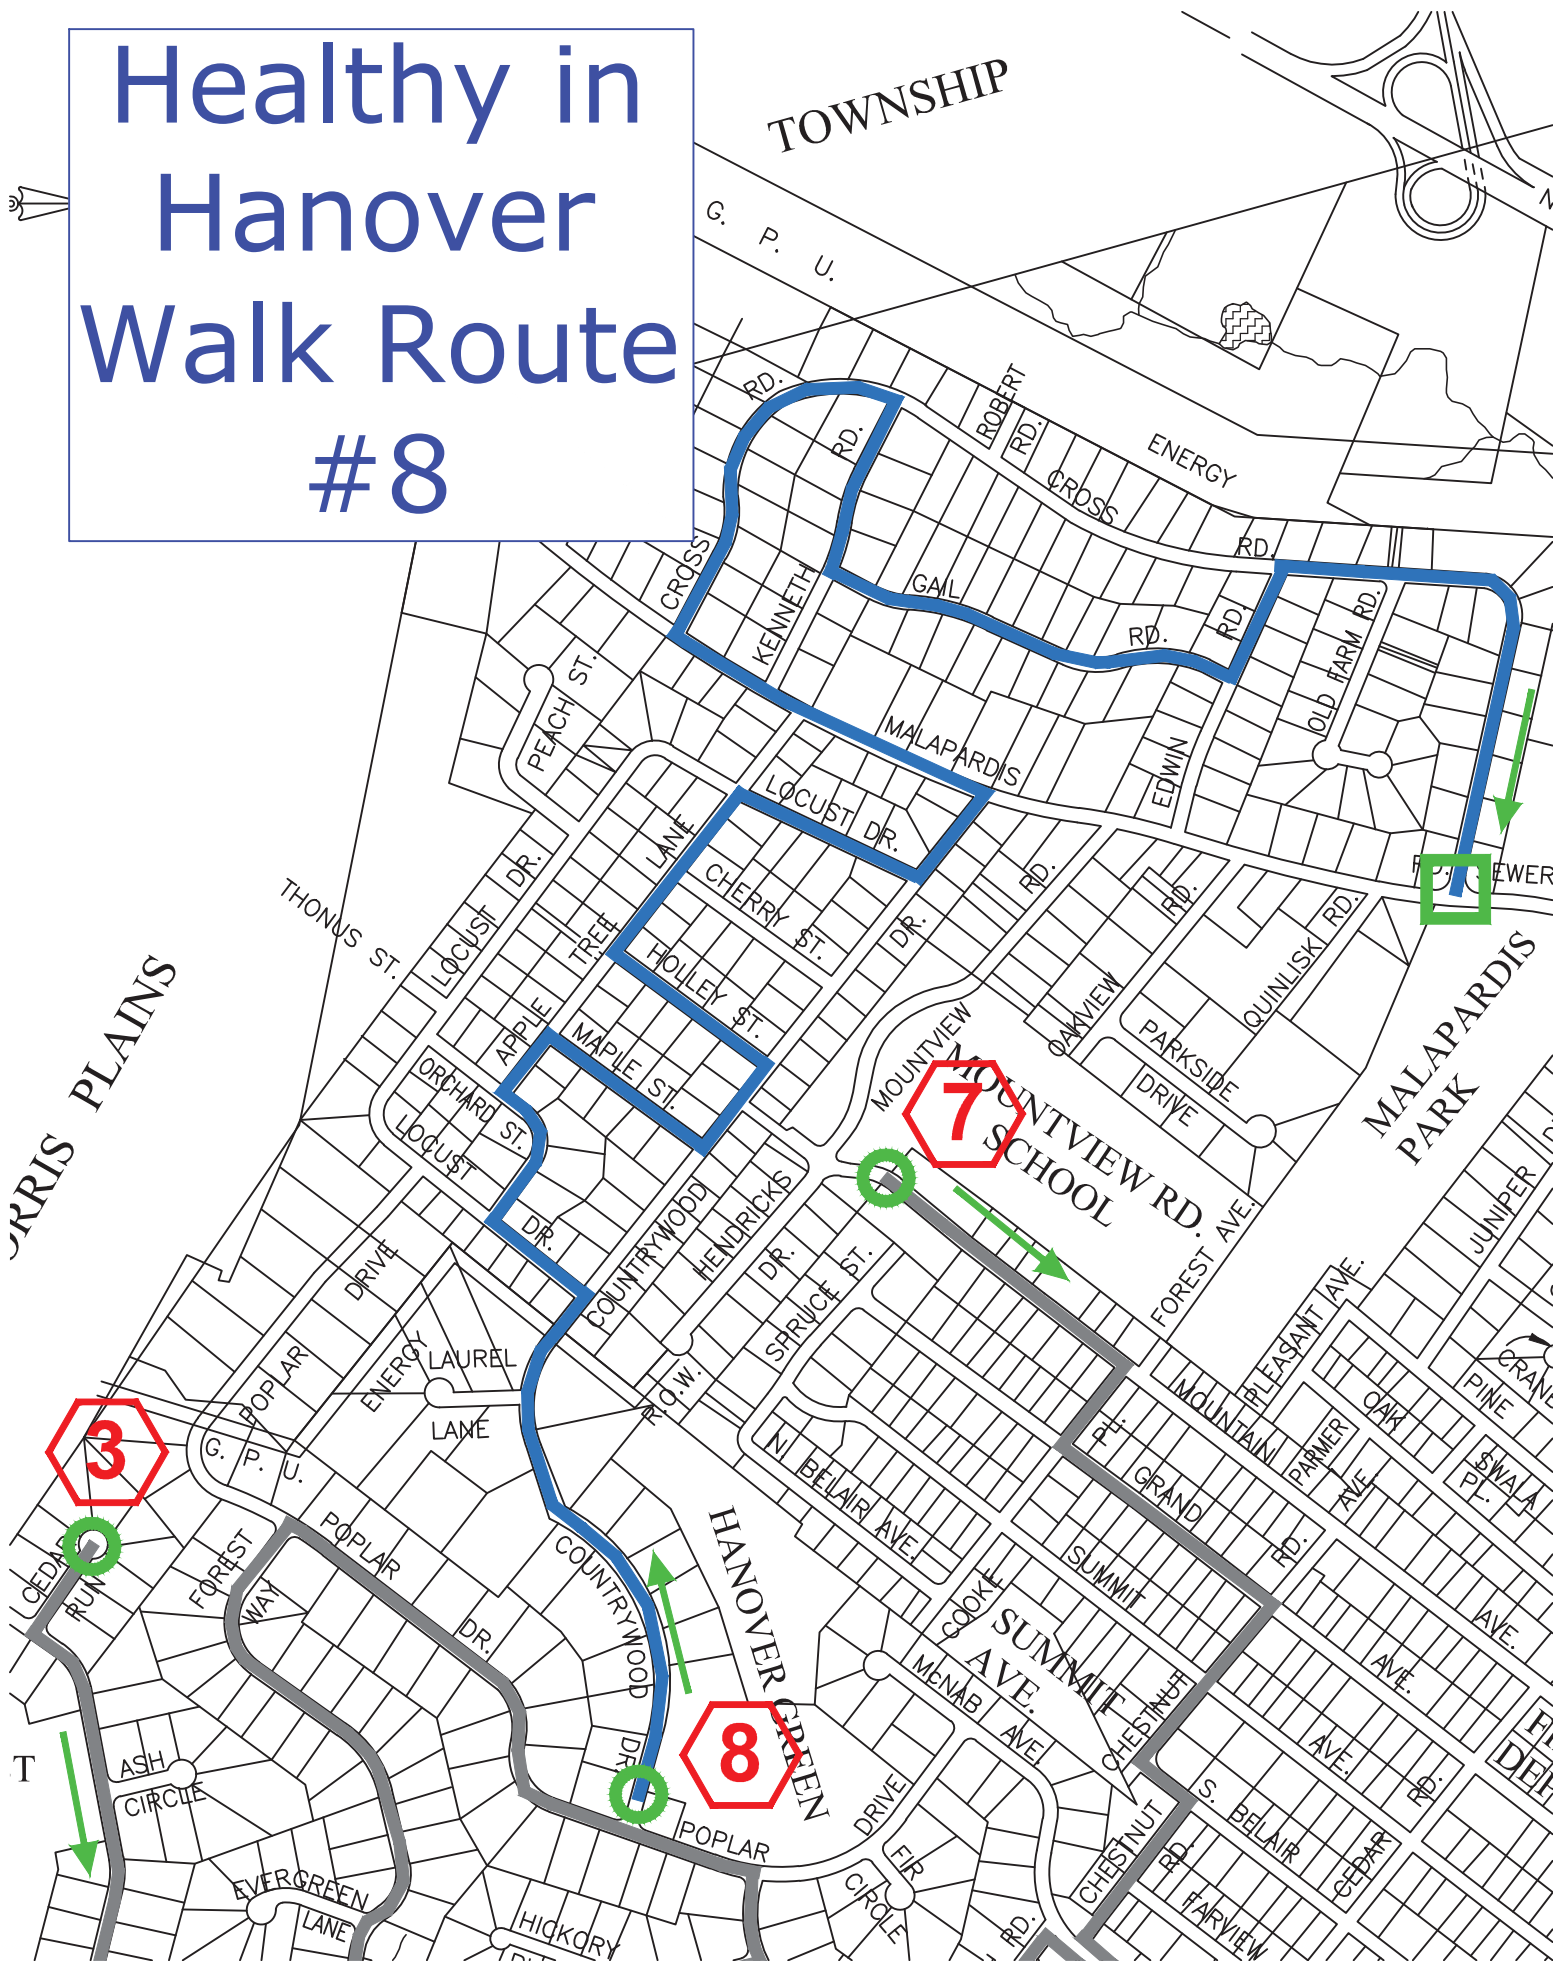 Healthy in
Hanover
Walk Route
#8
TOWNSHIP
G. P. U.
RD.
RD.
ROBERT
RD.
ENERGY
CROSS
RD.
CROSS
KENNETH
GAIL
RD.
RD.
OLD FARM RD.
PEACH ST.
MALAPARDIS
EDWIN
LOCUST DR.
LANE
RD.
SEWER
DR.
CHERRY ST.
RD.
RD.
THONUS ST.
LOCUST
TREE
HOLLEY ST.
DR.
QUINLISK RD.
MALAPARDIS
PARK
MORRIS PLAINS
OAKVIEW
APPLE
MAPLE ST.
MOUNTVIEW
MOUNTVIEW RD.
SCHOOL
7
PARKSIDE
DRIVE
ORCHARD ST.
LOCUST
DR.
COUNTRYWOOD
HENDRICKS
DR.
SPRUCE ST.
FOREST AVE.
JUNIPER
PLEASANT AVE.
DRIVE
POPLAR
ENERGY
LAUREL
LANE
R.O.W.
CRANE
PINE
OAK
MOUNTAIN
PL.
PARMER
AVE.
SWALA
PL.
3
G. P. U.
N. BELAIR AVE.
GRAND
RD.
CEDAR
RUN
FOREST
WAY
POPLAR
DR.
COUNTRYWOOD
DR.
HANOVER GREEN
COOKE
SUMMIT
SUMMIT
AVE.
AVE.
AVE.
AVE.
MCNAB AVE.
CHESTNUT
8
ASH
CIRCLE
POPLAR
DRIVE
FIR
CIRCLE
CHESTNUT
RD.
S. BELAIR
RD.
CEDAR
FARVIEW
EVERGREEN
LANE
HICKORY
RD.